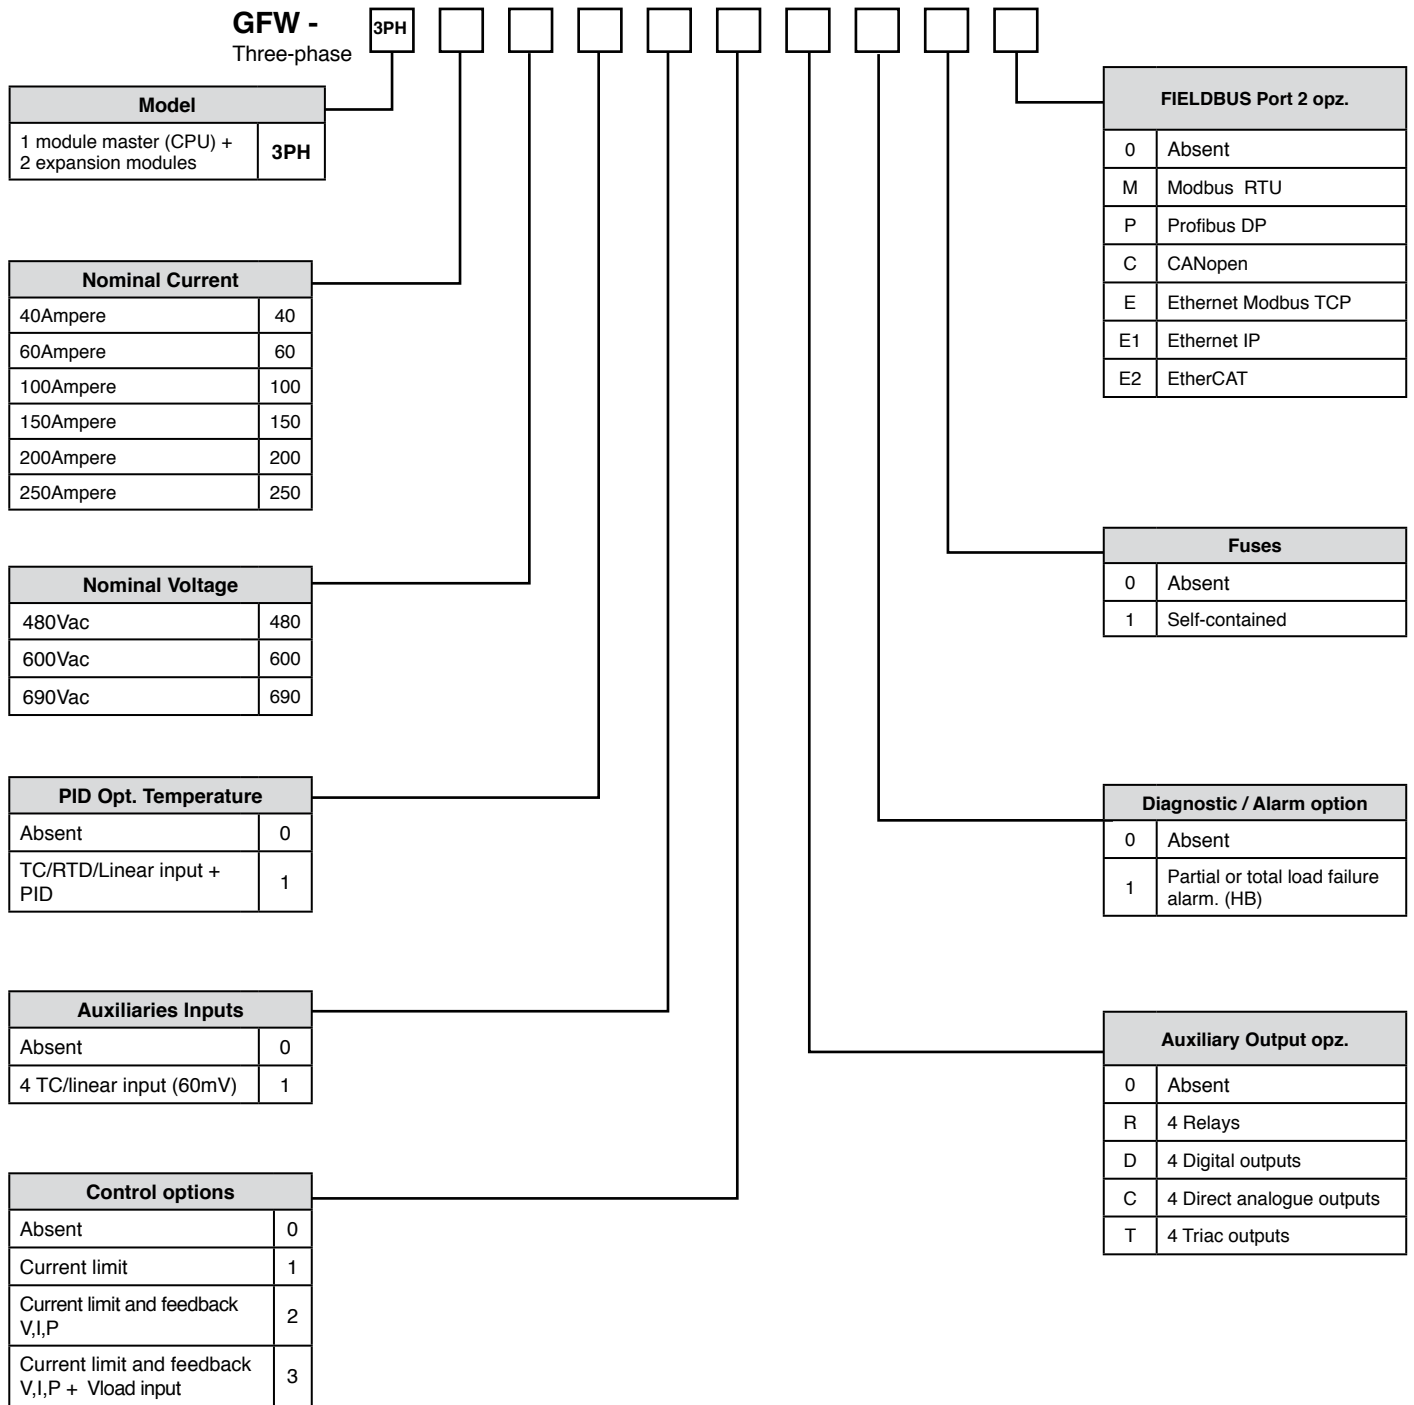 GFW - 3PH
Three-phase
Model
1 module master (CPU) +
2 expansion modules
3PH
Nominal Current
40Ampere 40
60Ampere 60
100Ampere 100
150Ampere 150
200Ampere 200
250Ampere 250
Nominal Voltage
480Vac 480
600Vac 600
690Vac 690
PID Opt. Temperature
Absent 0
TC/RTD/Linear input +
PID
1
Auxiliaries Inputs
Absent 0
4 TC/linear input (60mV) 1
Control options
Absent 0
Current limit 1
Current limit and feedback
V,I,P
2
Current limit and feedback
V,I,P + Vload input
3
FIELDBUS Port 2 opz.
0 Absent
M Modbus RTU
P Profibus DP
C CANopen
E Ethernet Modbus TCP
E1 Ethernet IP
E2 EtherCAT
Fuses
0 Absent
1 Self-contained
Diagnostic / Alarm option
0 Absent
1
Partial or total load failure
alarm. (HB)
Auxiliary Output opz.
0 Absent
R 4 Relays
D 4 Digital outputs
C 4 Direct analogue outputs
T 4 Triac outputs